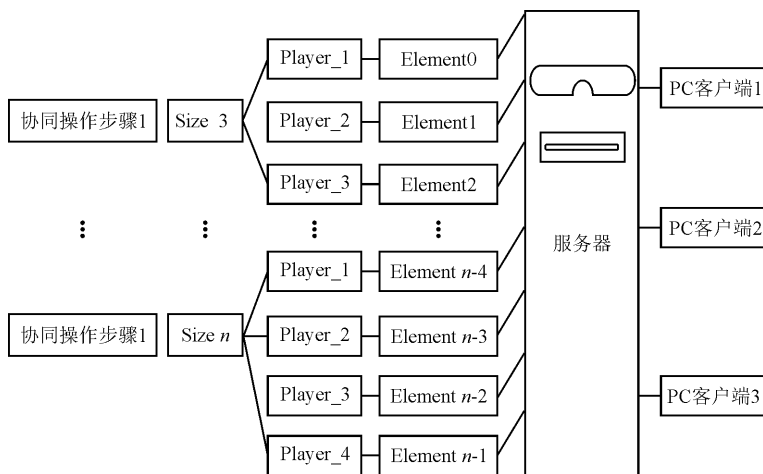 Player_1
Element0
PC客户端1
协同操作步骤1
Size 3
Player_2
Element1
Player_3
Element2
服务器
PC客户端2
Player_1
Element n-4
协同操作步骤1
Size n
Player_2
Element n-3
Player_3
Element n-2
PC客户端3
Player_4
Element n-1